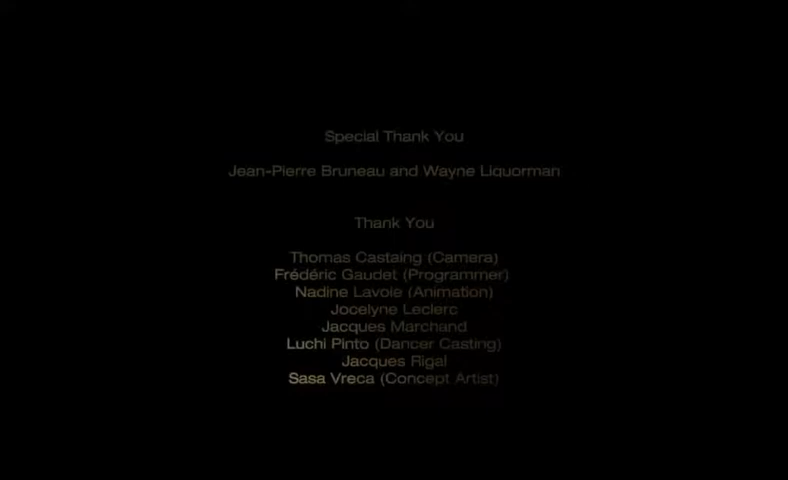 Special Thank You
Jean-Pierre Bruneau and Wayne Liquorman
Thank You
Thomas Castaing (Camera)
Frédéric Gaudet (Programmer)
Nadine Lavoie (Animation)
Jocelyne Leclerc
Jacques Marchand
Luchi Pinto (Dancer Casting)
Jacques Rigal
Sasa Vreca (Concept Artist)